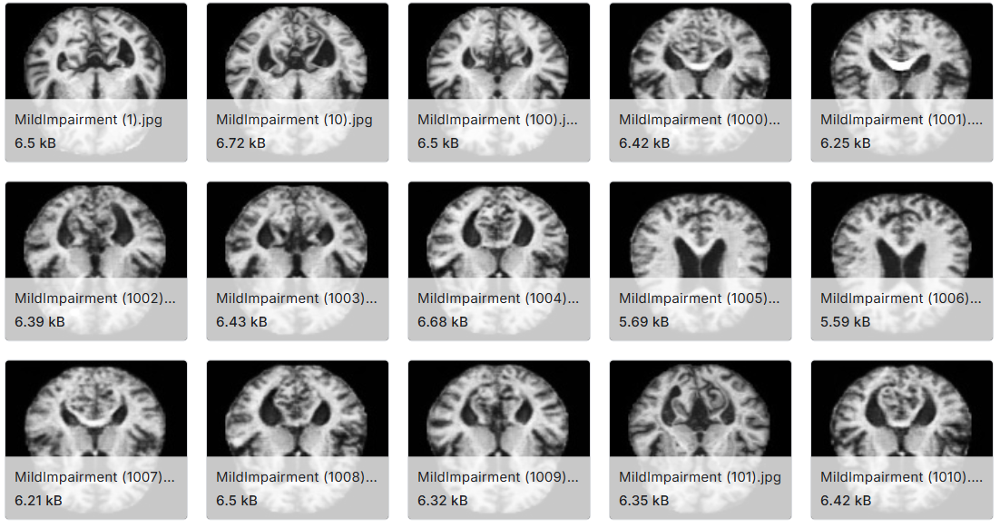 MildImpairment (1).jpg
6.5 kB
MildImpairment (10).jpg
6.72 kB
MildImpairment (100).j...
6.5 kB
MildImpairment (1000)...
6.42 kB
MildImpairment (1001)....
6.25 kB
MildImpairment (1002)...
6.39 kB
MildImpairment (1003)...
6.43 kB
MildImpairment (1004)...
6.68 kB
MildImpairment (1005)...
5.69 kB
MildImpairment (1006)...
5.59 kB
MildImpairment (1007)...
6.21 kB
MildImpairment (1008)...
6.5 kB
MildImpairment (1009)...
6.32 kB
MildImpairment (101).jpg
6.35 kB
MildImpairment (1010)....
6.42 kB